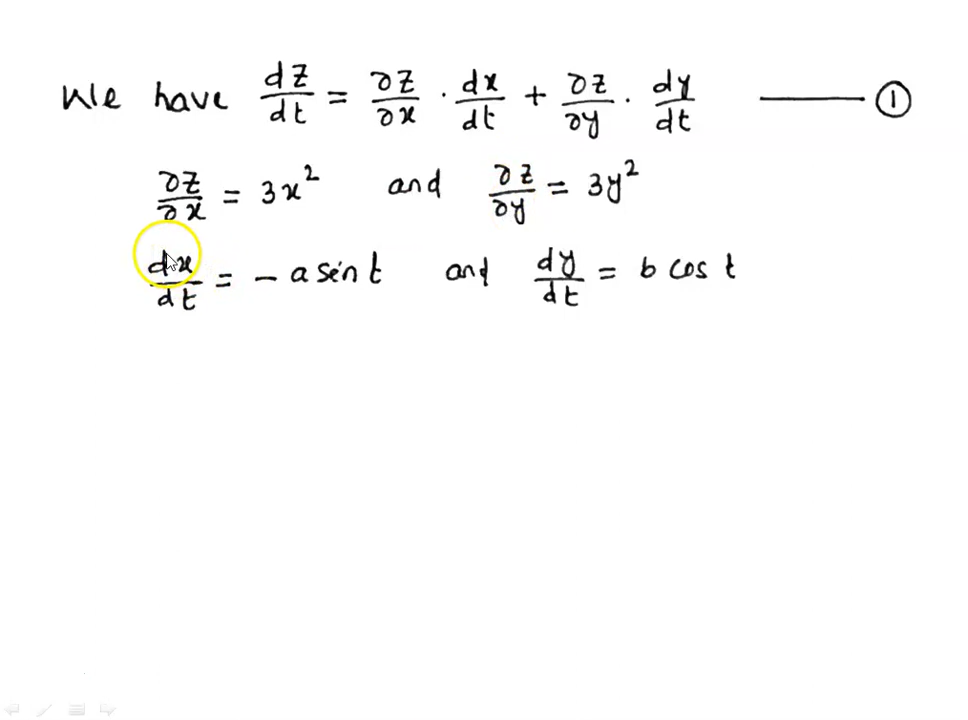 We have dz/dt = ∂z/∂x · dx/dt + ∂z/∂y · dy/dt ——— ①
∂z/∂x = 3x² and ∂z/∂y = 3y²
dx/dt = – a sin t and dy/dt = b cos t